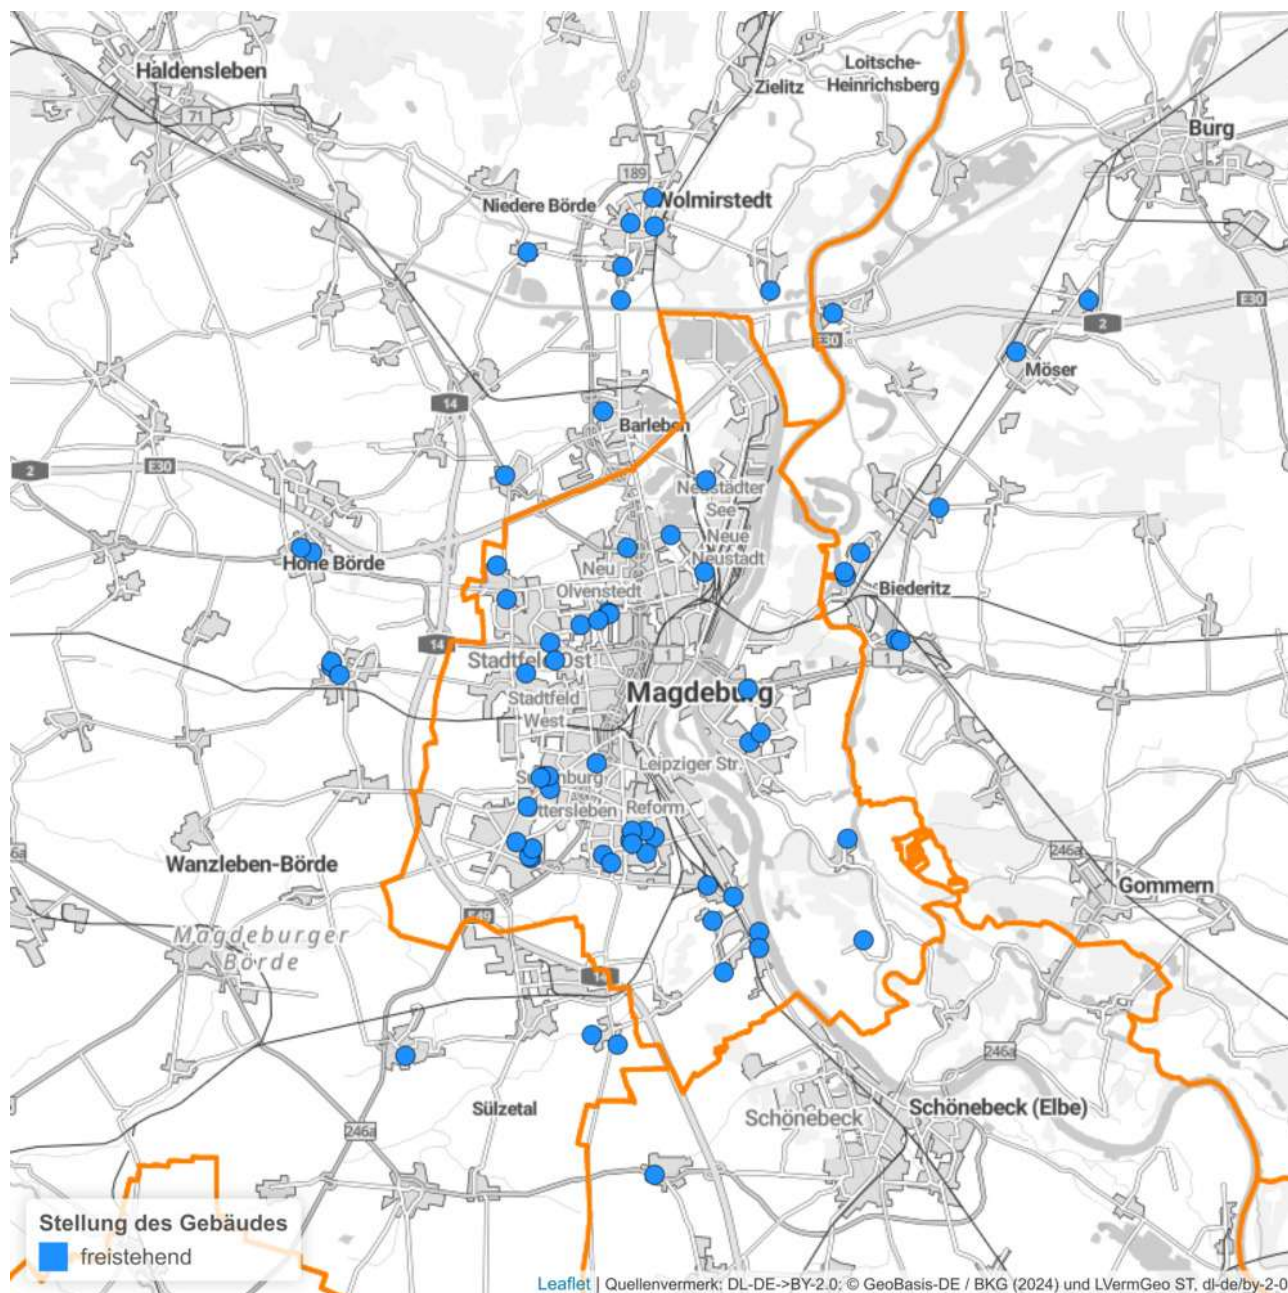 Haldensleben
Zielitz
Loitsche-
Heinrichsberg
71
Burg
189
Niedere Börde
Wolmirstedt
E30
2
E30
Möser
14
Barleben
2
E30
Neustädter
See
Neue
Neustadt
Neu
Olvenstedt
Hohe Börde
Biederitz
14
Stadtfeld Ost
1
1
Stadtfeld
West
Magdeburg
Leipziger Str.
Reform
246a
Wanzleben-Börde
Gommern
E49
Magdeburger
Börde
14
246a
Sülzetal
Schönebeck
Schönebeck (Elbe)
246a
Stellung des Gebäudes
freistehend
Leaflet | Quellenvermerk: DL-DE->BY-2.0; © GeoBasis-DE / BKG (2024) und LVermGeo ST, dl-de/by-2-0